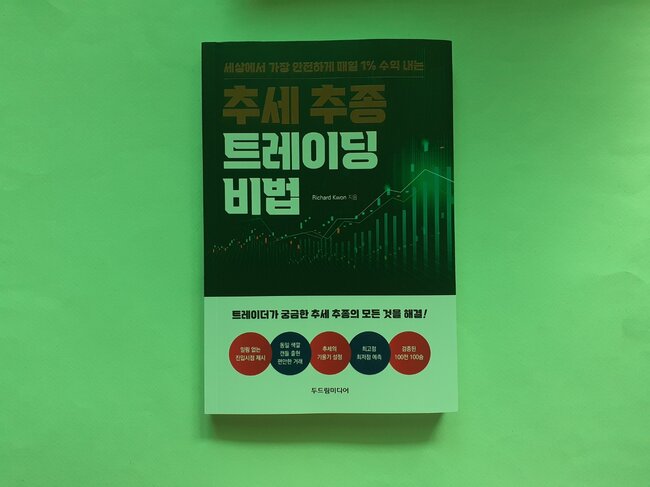 세상에서 가장 안전하게 매일 1% 수익 내는
추세 추종
트레이딩
비법
Richard Kwon 지음
트레이더가 궁금한 추세 추종의 모든 것을 해결!
밀림 없는
진입시점 제시
동일 색깔
캔들 출현
편안한 거래
추세의
기울기 설정
최고점
최저점 예측
검증된
100전 100승
두드림미디어